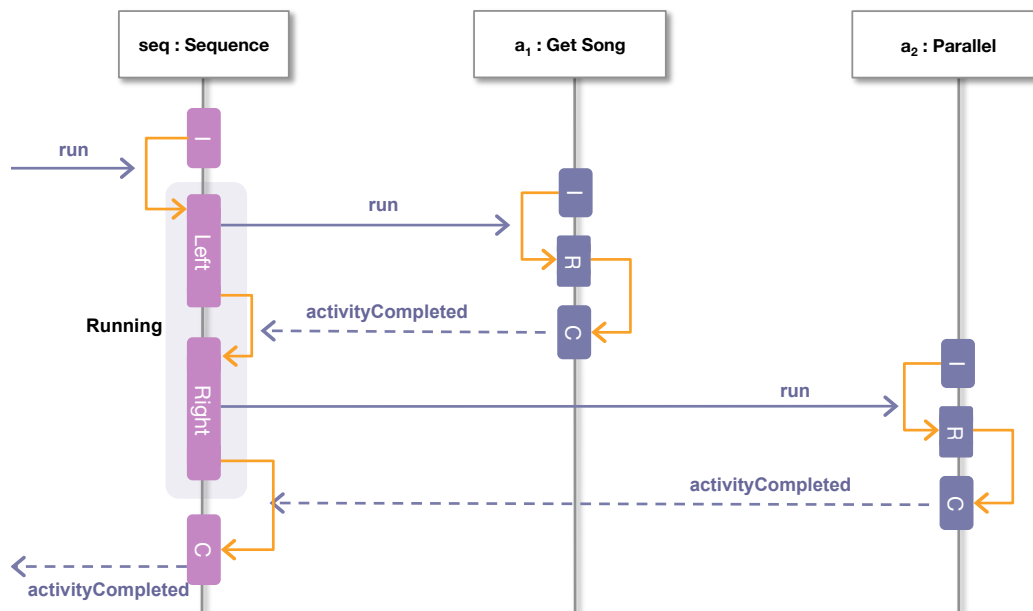 seq : Sequence
a₁ : Get Song
a₂ : Parallel
I
run
I
Left
run
R
activityCompleted
C
Running
I
Right
run
R
activityCompleted
C
C
activityCompleted